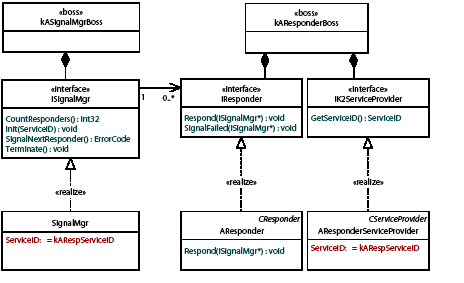 «boss»
kASignalMgrBoss
«boss»
kAResponderBoss
«interface»
ISignalMgr
CountResponders() : int32
Init(ServiceID) : void
SignalNextResponder() : ErrorCode
Terminate() : void
1
0..*
«interface»
IResponder
Respond(ISignalMgr*) : void
SignalFailed(ISignalMgr*) : void
«interface»
IK2ServiceProvider
GetServiceID() : ServiceID
«realize»
«realize»
«realize»
SignalMgr
ServiceID: = kARespServiceID
CResponder
AResponder
Respond(ISignalMgr*) : void
CServiceProvider
AResponderServiceProvider
ServiceID: = kARespServiceID